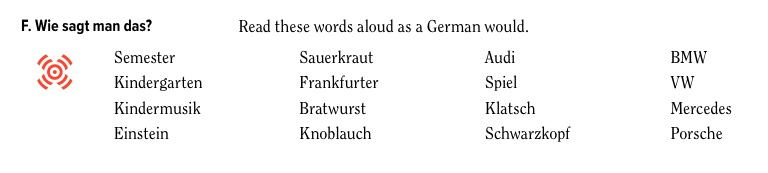 F. Wie sagt man das? Read these words aloud as a German would.
Semester Sauerkraut Audi BMW
Kindergarten Frankfurter Spiel VW
Kindermusik Bratwurst Klatsch Mercedes
Einstein Knoblauch Schwarzkopf Porsche